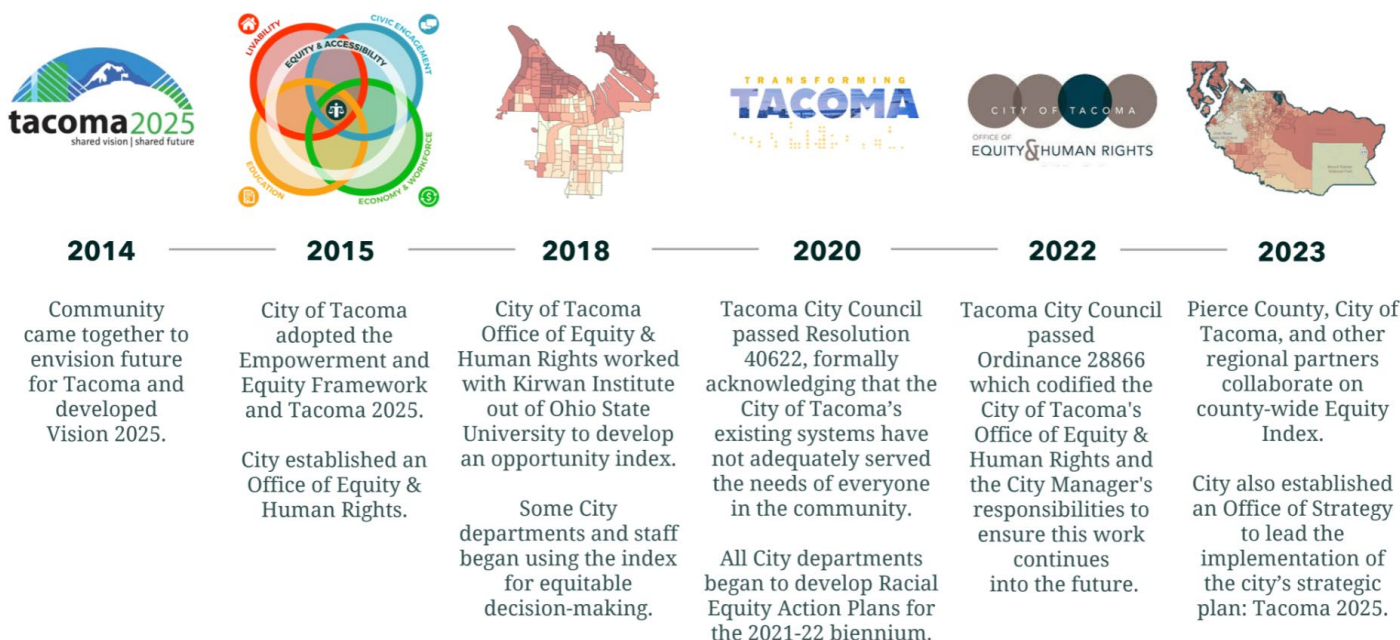 tacoma2025
shared vision | shared future
LIVABILITY
CIVIC ENGAGEMENT
EQUITY & ACCESSIBILITY
EDUCATION
ECONOMY & WORKFORCE
TRANSFORMING
TACOMA
CITY OF TACOMA
OFFICE OF
EQUITY & HUMAN RIGHTS
2014
Community
came together to
envision future
for Tacoma and
developed
Vision 2025.
2015
City of Tacoma
adopted the
Empowerment and
Equity Framework
and Tacoma 2025.
City established an
Office of Equity &
Human Rights.
2018
City of Tacoma
Office of Equity &
Human Rights worked
with Kirwan Institute
out of Ohio State
University to develop
an opportunity index.
Some City
departments and staff
began using the index
for equitable
decision-making.
2020
Tacoma City Council
passed Resolution
40622, formally
acknowledging that the
City of Tacoma’s
existing systems have
not adequately served
the needs of everyone
in the community.
All City departments
began to develop Racial
Equity Action Plans for
the 2021-22 biennium.
2022
Tacoma City Council
passed
Ordinance 28866
which codified the
City of Tacoma's
Office of Equity &
Human Rights and
the City Manager's
responsibilities to
ensure this work
continues
into the future.
2023
Pierce County, City of
Tacoma, and other
regional partners
collaborate on
county-wide Equity
Index.
City also established
an Office of Strategy
to lead the
implementation of
the city’s strategic
plan: Tacoma 2025.